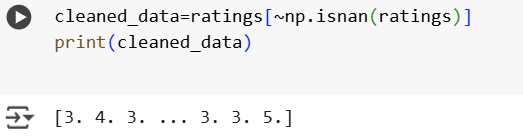 cleaned_data=ratings[~np.isnan(ratings)]
print(cleaned_data)
[3. 4. 3. ... 3. 3. 5.]